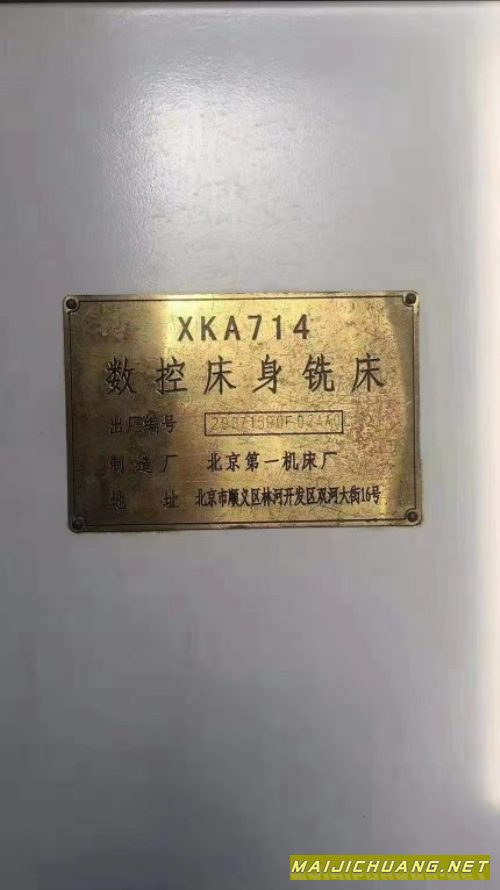 XKA714
数控床身铣床
出厂编号
制造厂 北京第一机床厂
地址 北京市顺义区林河开发区双河大街16号
MAIJICHUANG.NET